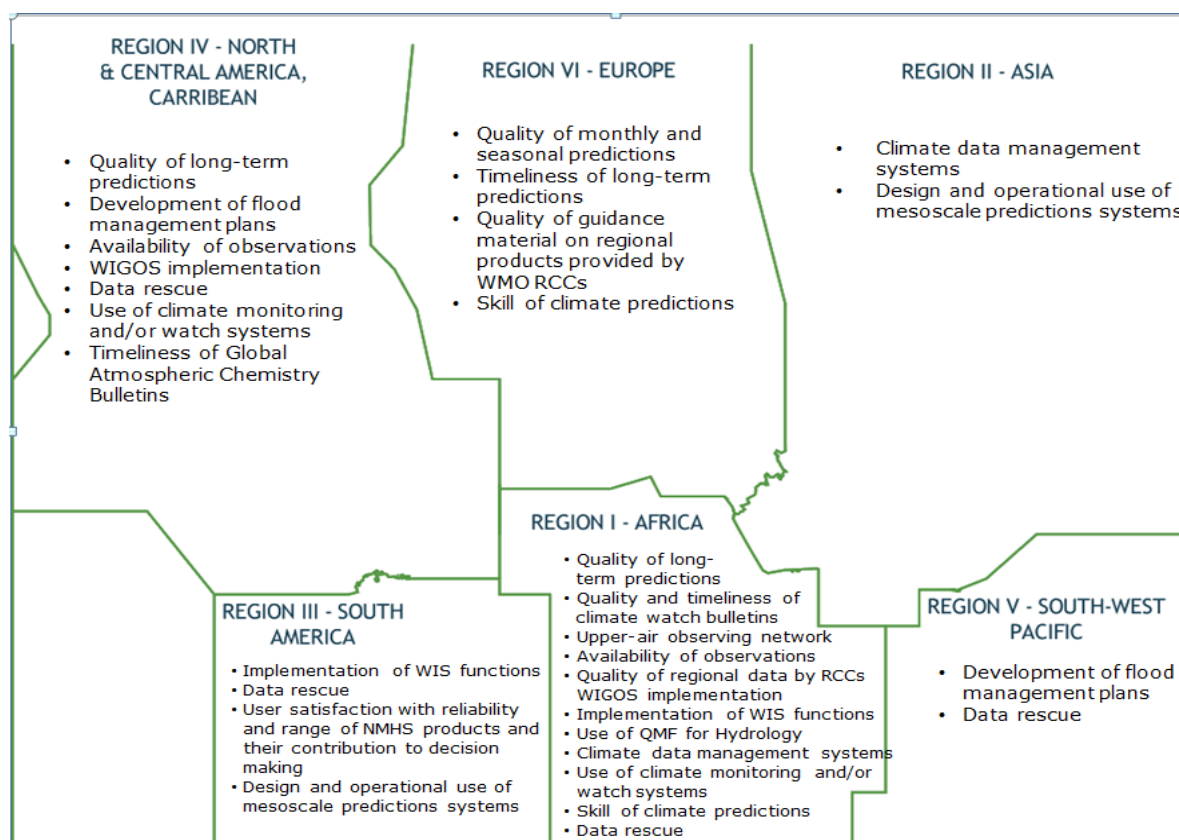 REGION IV - NORTH
& CENTRAL AMERICA,
CARRIBEAN
• Quality of long-term
predictions
• Development of flood
management plans
• Availability of observations
• WIGOS implementation
• Data rescue
• Use of climate monitoring
and/or watch systems
• Timeliness of Global
Atmospheric Chemistry
Bulletins
REGION VI - EUROPE
• Quality of monthly and
seasonal predictions
• Timeliness of long-term
predictions
• Quality of guidance
material on regional
products provided by
WMO RCCs
• Skill of climate predictions
REGION II - ASIA
• Climate data management
systems
• Design and operational use of
mesoscale predictions systems
REGION III - SOUTH
AMERICA
• Implementation of WIS functions
• Data rescue
• User satisfaction with reliability
and range of NMHS products and
their contribution to decision
making
• Design and operational use of
mesoscale predictions systems
REGION I - AFRICA
• Quality of long-
term predictions
• Quality and timeliness of
climate watch bulletins
• Upper-air observing network
• Availability of observations
• Quality of regional data by RCCs
WIGOS implementation
• Implementation of WIS functions
• Use of QMF for Hydrology
• Climate data management systems
• Use of climate monitoring and/or
watch systems
• Skill of climate predictions
• Data rescue
REGION V - SOUTH-WEST
PACIFIC
• Development of flood
management plans
• Data rescue